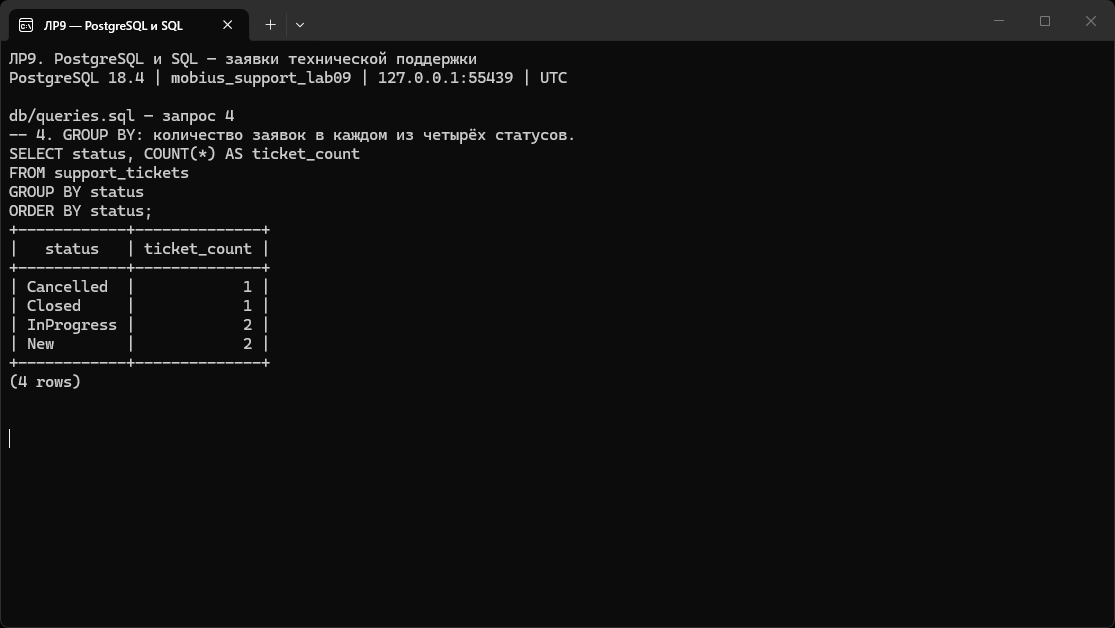 ЛР9 — PostgreSQL и SQL
ЛР9. PostgreSQL и SQL — заявки технической поддержки
PostgreSQL 18.4 | mobius_support_lab09 | 127.0.0.1:55439 | UTC
db/queries.sql — запрос 4
-- 4. GROUP BY: количество заявок в каждом из четырёх статусов.
SELECT status, COUNT(*) AS ticket_count
FROM support_tickets
GROUP BY status
ORDER BY status;
+------------+--------------+
|   status   | ticket_count |
+------------+--------------+
| Cancelled  |            1 |
| Closed     |            1 |
| InProgress |            2 |
| New        |            2 |
+------------+--------------+
(4 rows)